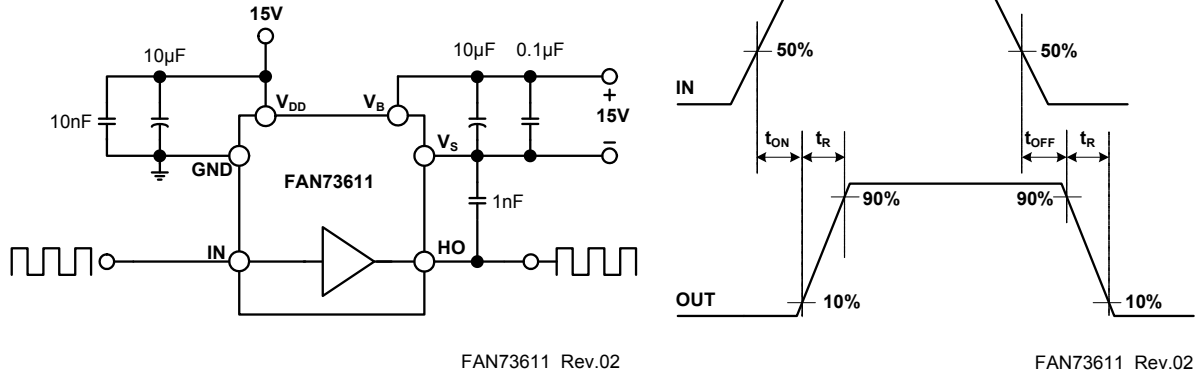 15V
10µF
10nF
V_DD
V_B
10µF
0.1µF
+
15V
−
V_S
GND
FAN73611
1nF
IN
HO
FAN73611 Rev.02
50%
50%
IN
t_ON
t_R
t_OFF
t_R
90%
90%
OUT
10%
10%
FAN73611 Rev.02